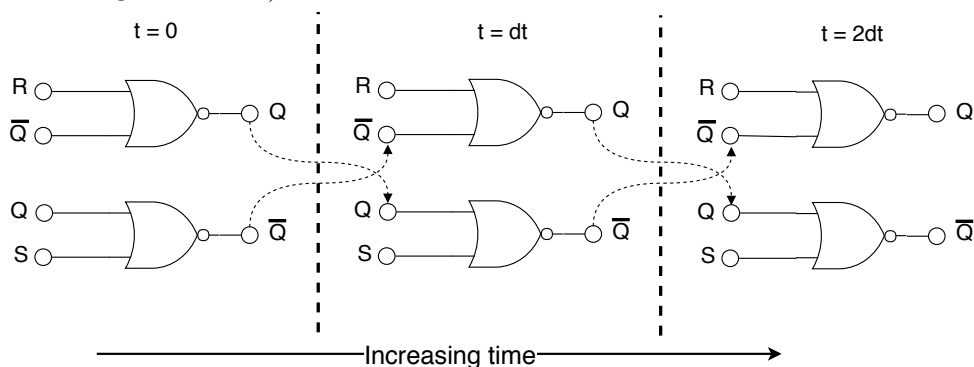 t = 0 t = dt t = 2dt
R Q R Q R Q
Q̅ Q̅ Q̅
Q Q̅ Q Q̅ Q Q̅
S S S
Increasing time